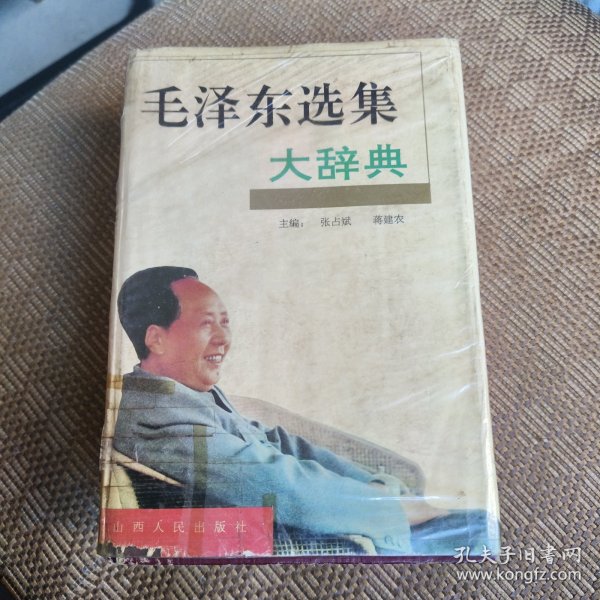 毛泽东选集
大辞典
主编： 张占斌 蒋建农
山西人民出版社
孔夫子旧书网
www.kongfz.com